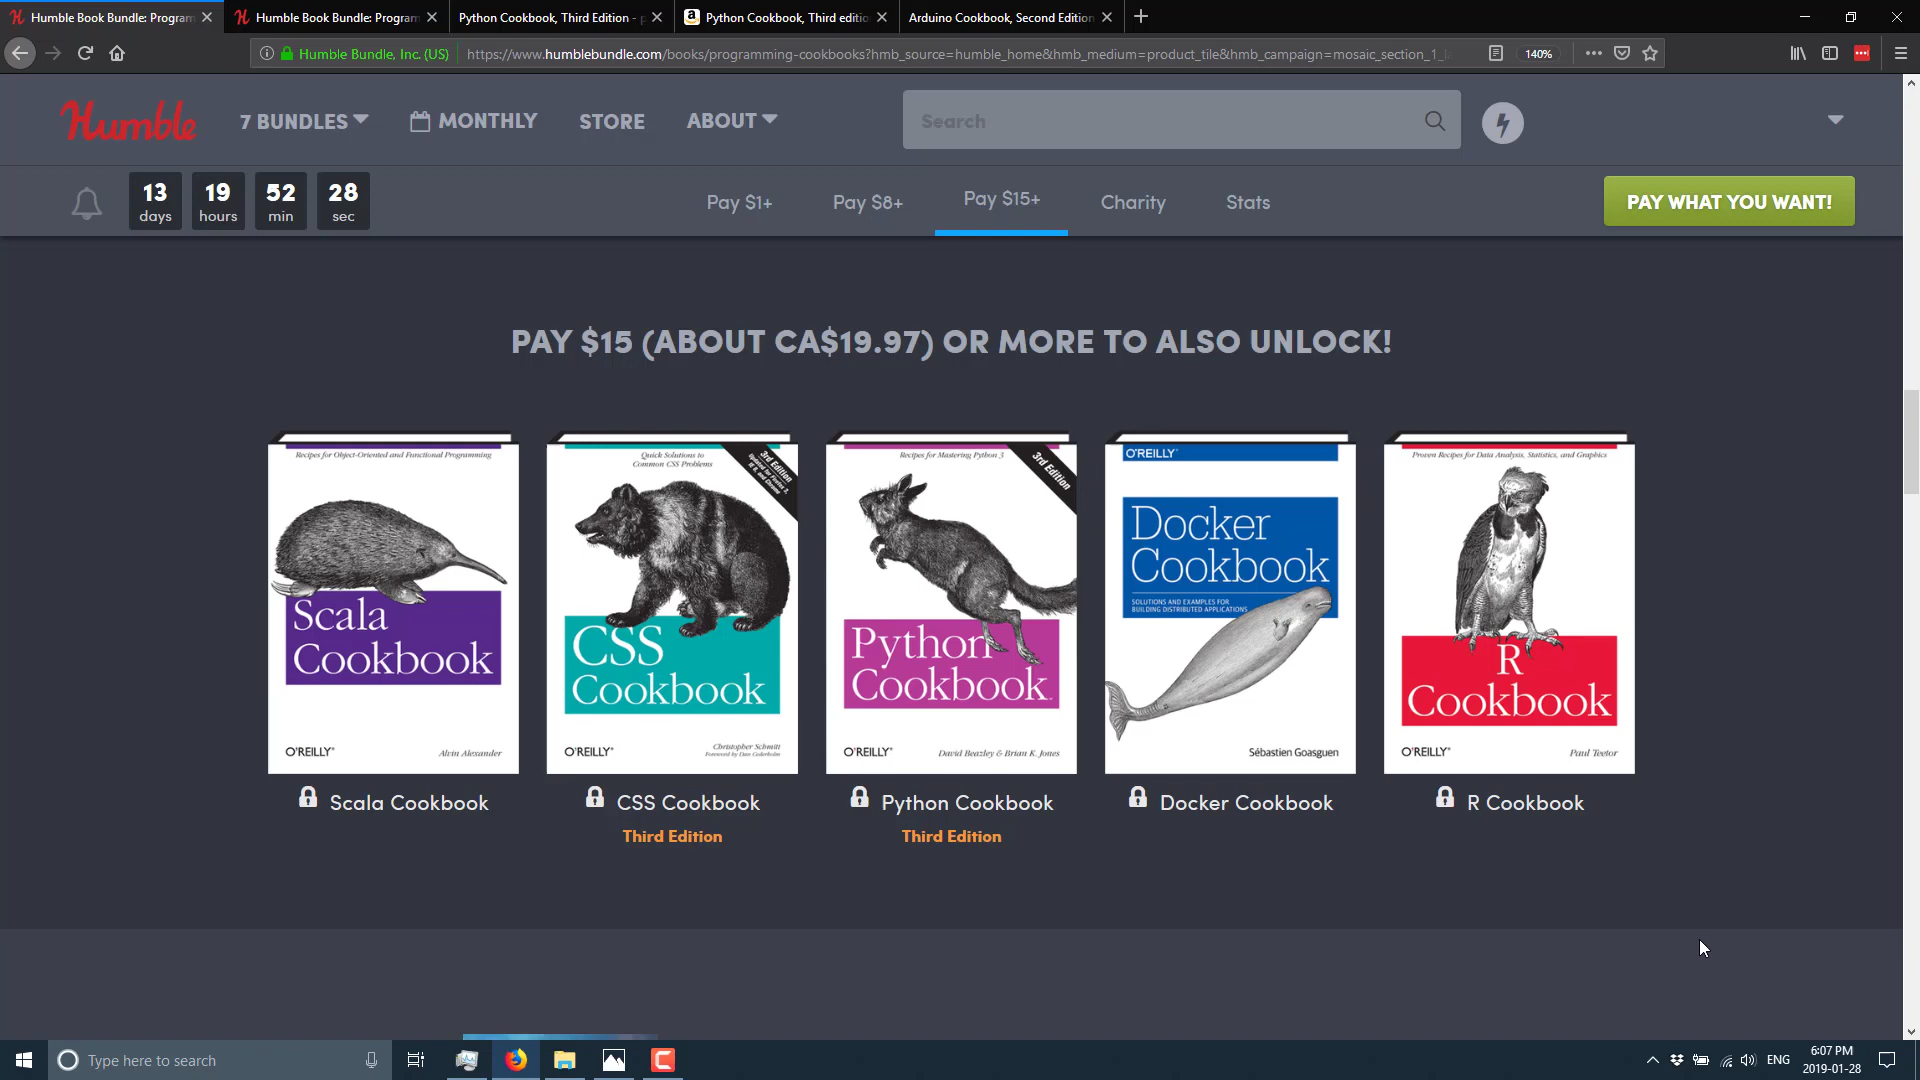 Humble Book Bundle: Program
Humble Book Bundle: Program
Python Cookbook, Third Edition -
Python Cookbook, Third editio
Arduino Cookbook, Second Edition
Humble Bundle, Inc. (US)
https://www.humblebundle.com/books/programming-cookbooks?hmb_source=humble_home&hmb_medium=product_tile&hmb_campaign=mosaic_section_1_l
140%
Humble
7 BUNDLES
MONTHLY
STORE
ABOUT
Search
13
days
19
hours
52
min
28
sec
Pay $1+
Pay $8+
Pay $15+
Charity
Stats
PAY WHAT YOU WANT!
PAY $15 (ABOUT CA$19.97) OR MORE TO ALSO UNLOCK!
Recipes for Object-Oriented and Functional Programming
Scala
Cookbook
O'REILLY®
Alvin Alexander
Scala Cookbook
Quick Solutions to
Common CSS Problems
3rd Edition
CSS
Cookbook
O'REILLY®
Christopher Schmitt
Foreword by Dan Cederholm
CSS Cookbook
Third Edition
Recipes for Mastering Python 3
3rd Edition
Python
Cookbook
O'REILLY®
David Beazley & Brian K. Jones
Python Cookbook
Third Edition
O'REILLY®
Docker
Cookbook
SOLUTIONS AND EXAMPLES FOR
BUILDING DISTRIBUTED APPLICATIONS
Sébastien Goasguen
Docker Cookbook
Proven Recipes for Data Analysis, Statistics, and Graphics
R
Cookbook
O'REILLY®
Paul Teetor
R Cookbook
Type here to search
ENG
6:07 PM
2019-01-28